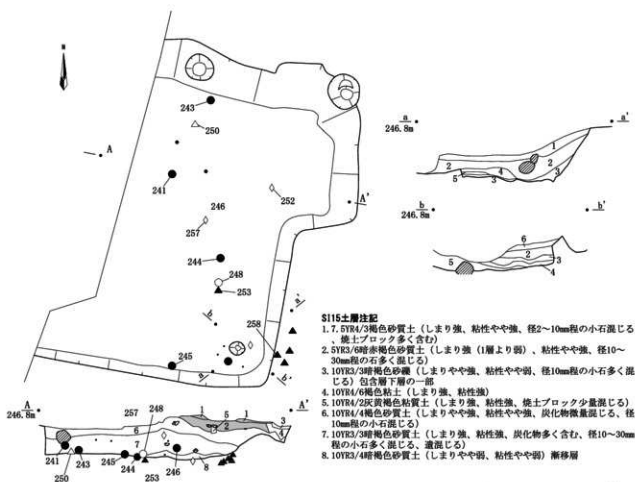 N
243
250
A
241
252
A'
246
257
244
248
253
258
b
a'
245
a
b'
a
246.8m
a'
1
2
2
5
4
3
3
b
246.8m
b'
6
5
2
3
4
SI15土層注記
1.7.5YR4/3褐色砂質土（しまり強、粘性やや強、径2～10mm程の小石混じる
、焼土ブロック多く含む）
2.5YR3/6暗赤褐色砂質土（しまり強（1層より弱）、粘性やや強、径10～
30mm程の石多く混じる）
3.10YR3/3暗褐色砂礫（しまりやや強、粘性やや弱、径10mm程の小石多く混
じる）包含層下層の一部
4.10YR4/6褐色粘土（しまり強、粘性強）
5.10YR4/2灰黄褐色粘質土（しまり強、粘性強、焼土ブロック少量混じる）
6.10YR4/4褐色砂質土（しまりやや強、粘性やや強、炭化物微量混じる、径
10mm程の小石混じる）
7.10YR3/3暗褐色砂質土（しまり強、粘性強、炭化物多く含む、径10～30mm
程の小石多く混じる、遺混じる）
8.10YR3/4暗褐色砂質土（しまりやや弱、粘性やや弱）漸移層
A
246.8m
257
248
1
5
1
A'
6
2
3
4
7
241
250
243
245
244
253
246
8